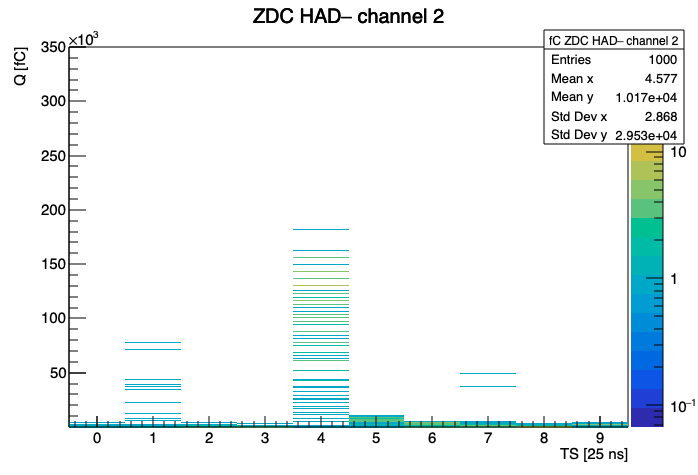 ZDC HAD– channel 2
×10³
Q [fC]
fC ZDC HAD– channel 2
Entries 1000
Mean x 4.577
Mean y 1.017e+04
Std Dev x 2.868
Std Dev y 2.953e+04
350
300
250
200
150
100
50
10
1
10⁻¹
0 1 2 3 4 5 6 7 8 9
TS [25 ns]